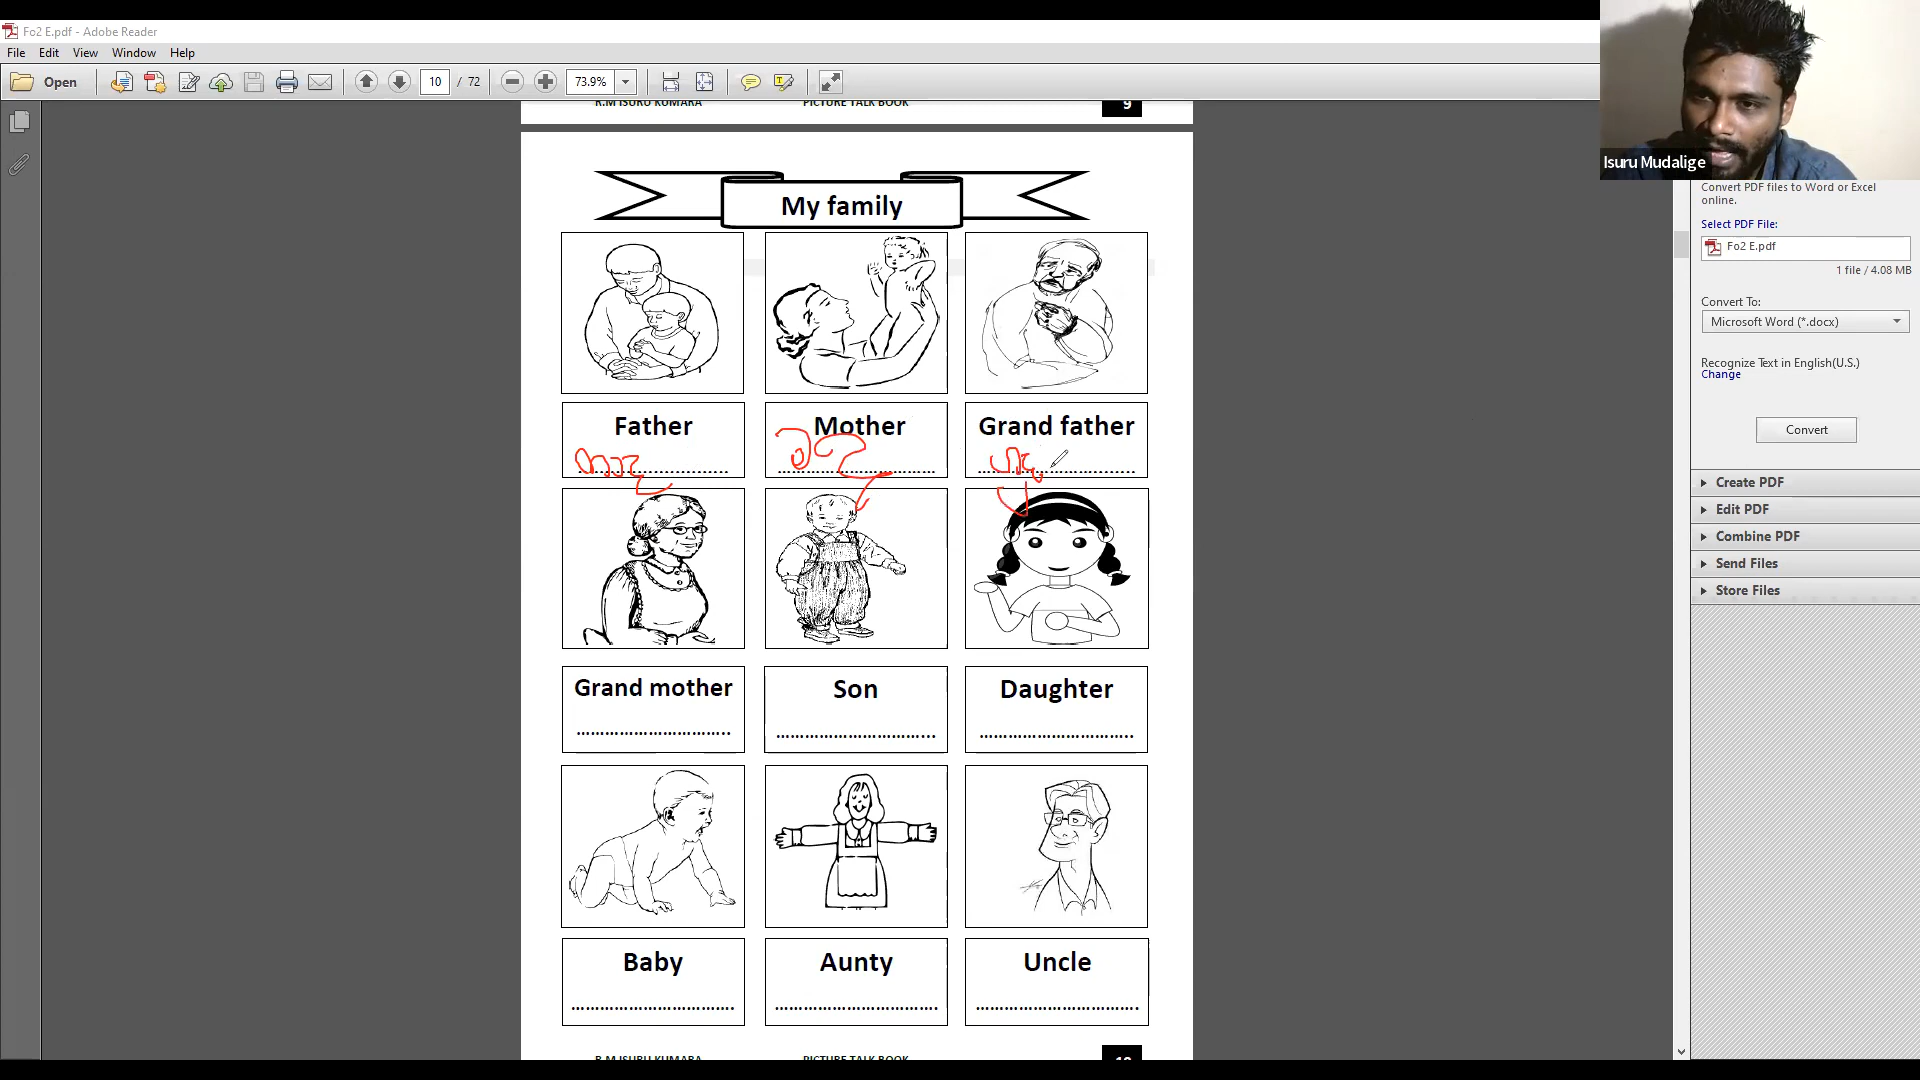 Fo2 E.pdf - Adobe Reader
File Edit View Window Help
Open 10 / 72 73.9%
R.M ISURU KUMARA PICTURE TALK BOOK 9
Isuru Mudalige
Convert PDF files to Word or Excel
online.
Select PDF File:
Fo2 E.pdf
1 file / 4.08 MB
Convert To:
Microsoft Word (*.docx)
Recognize Text in English(U.S.)
Change
Convert
Create PDF
Edit PDF
Combine PDF
Send Files
Store Files
My family
Father Mother Grand father
Grand mother Son Daughter
Baby Aunty Uncle
R.M ISURU KUMARA PICTURE TALK BOOK 10